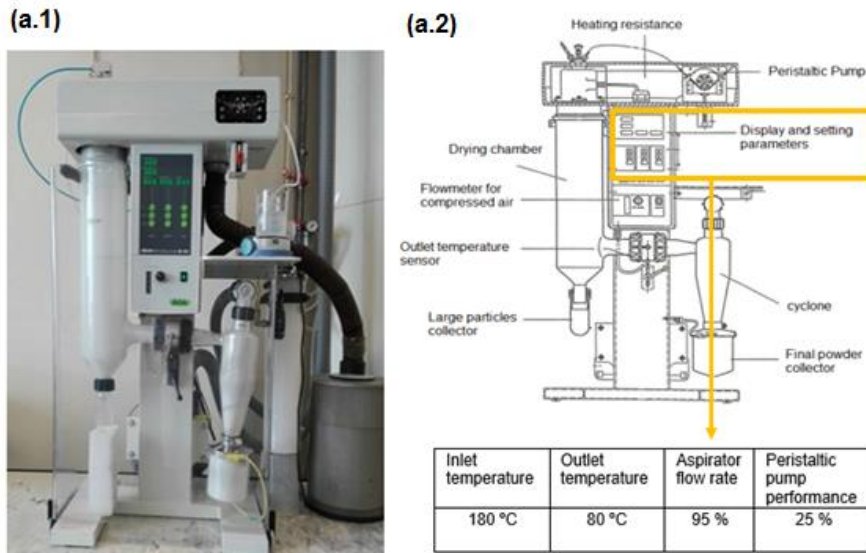 (a.1)
(a.2)
Heating resistance
Peristaltic Pump
Display and setting
parameters
Drying chamber
Flowmeter for
compressed air
Outlet temperature
sensor
Large particles
collector
cyclone
Final powder
collector
Inlet
temperature
Outlet
temperature
Aspirator
flow rate
Peristaltic
pump
performance
180 ºC
80 ºC
95 %
25 %